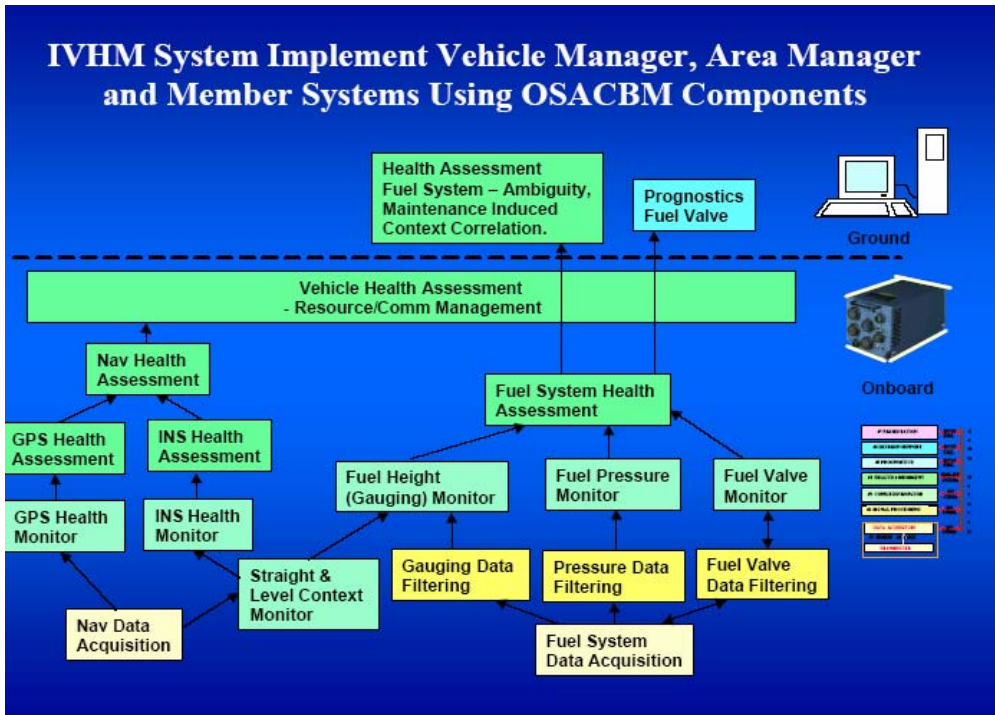 IVHM System Implement Vehicle Manager, Area Manager
and Member Systems Using OSACBM Components
Health Assessment
Fuel System – Ambiguity,
Maintenance Induced
Context Correlation.
Prognostics
Fuel Valve
Ground
Vehicle Health Assessment
- Resource/Comm Management
Nav Health
Assessment
Fuel System Health
Assessment
Onboard
GPS Health
Assessment
INS Health
Assessment
Fuel Height
(Gauging) Monitor
Fuel Pressure
Monitor
Fuel Valve
Monitor
GPS Health
Monitor
INS Health
Monitor
Straight &
Level Context
Monitor
Gauging Data
Filtering
Pressure Data
Filtering
Fuel Valve
Data Filtering
Nav Data
Acquisition
Fuel System
Data Acquisition